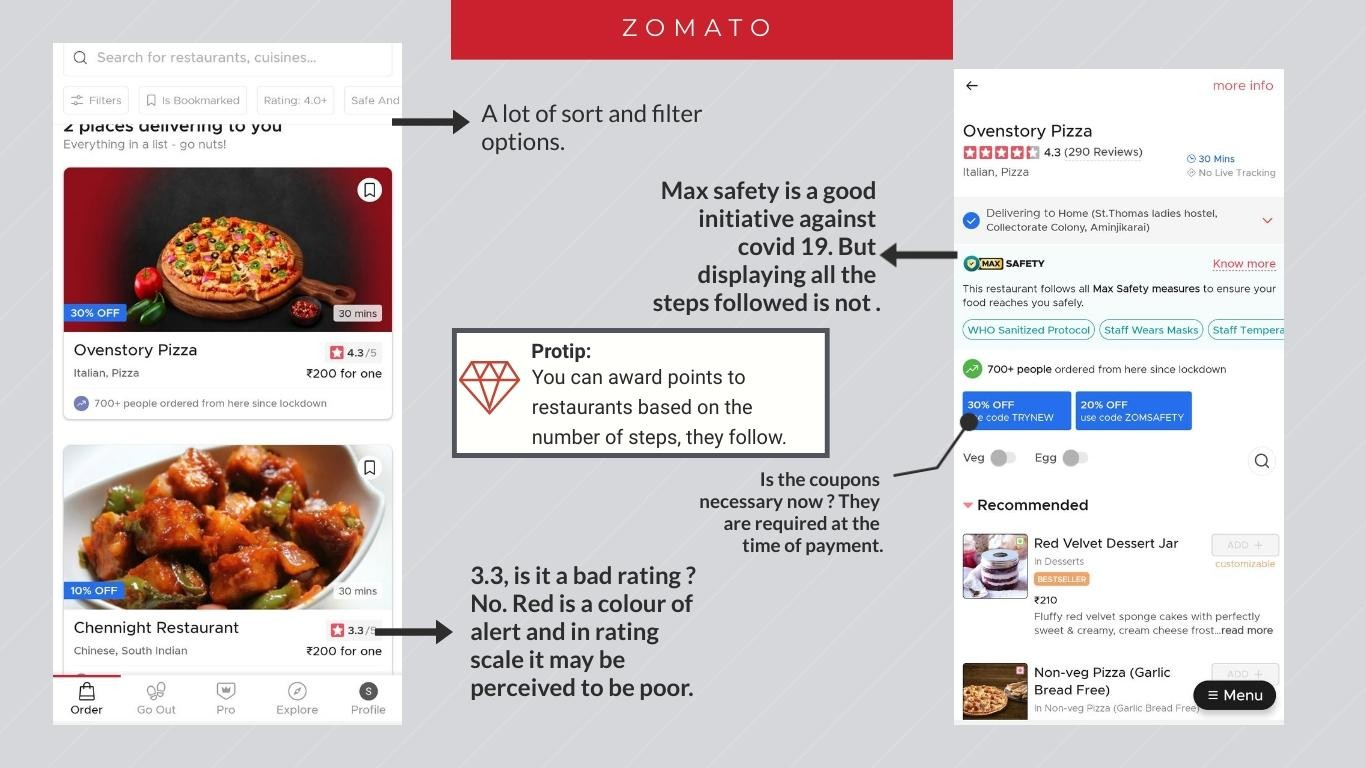 ZOMATO
Search for restaurants, cuisines...
Filters
Is Bookmarked
Rating: 4.0+
Safe And
2 places delivering to you
Everything in a list - go nuts!
30% OFF
30 mins
Ovenstory Pizza
4.3/5
Italian, Pizza
₹200 for one
700+ people ordered from here since lockdown
10% OFF
30 mins
Chennight Restaurant
3.3/5
Chinese, South Indian
₹200 for one
Order
Go Out
Pro
Explore
S
Profile
A lot of sort and filter
options.
Max safety is a good
initiative against
covid 19. But
displaying all the
steps followed is not .
Protip:
You can award points to
restaurants based on the
number of steps, they follow.
Is the coupons
necessary now ? They
are required at the
time of payment.
3.3, is it a bad rating ?
No. Red is a colour of
alert and in rating
scale it may be
perceived to be poor.
more info
Ovenstory Pizza
4.3 (290 Reviews)
30 Mins
Italian, Pizza
No Live Tracking
Delivering to Home (St.Thomas ladies hostel,
Collectorate Colony, Aminjikarai)
MAX SAFETY
Know more
This restaurant follows all Max Safety measures to ensure your
food reaches you safely.
WHO Sanitized Protocol
Staff Wears Masks
Staff Tempera
700+ people ordered from here since lockdown
30% OFF
20% OFF
code TRYNEW
use code ZOMSAFETY
Veg
Egg
Recommended
Red Velvet Dessert Jar
ADD +
in Desserts
customizable
BESTSELLER
₹210
Fluffy red velvet sponge cakes with perfectly
sweet & creamy, cream cheese frost...read more
Non-veg Pizza (Garlic
ADD
Bread Free)
Menu
in Non-veg Pizza (Garlic Bread Free)